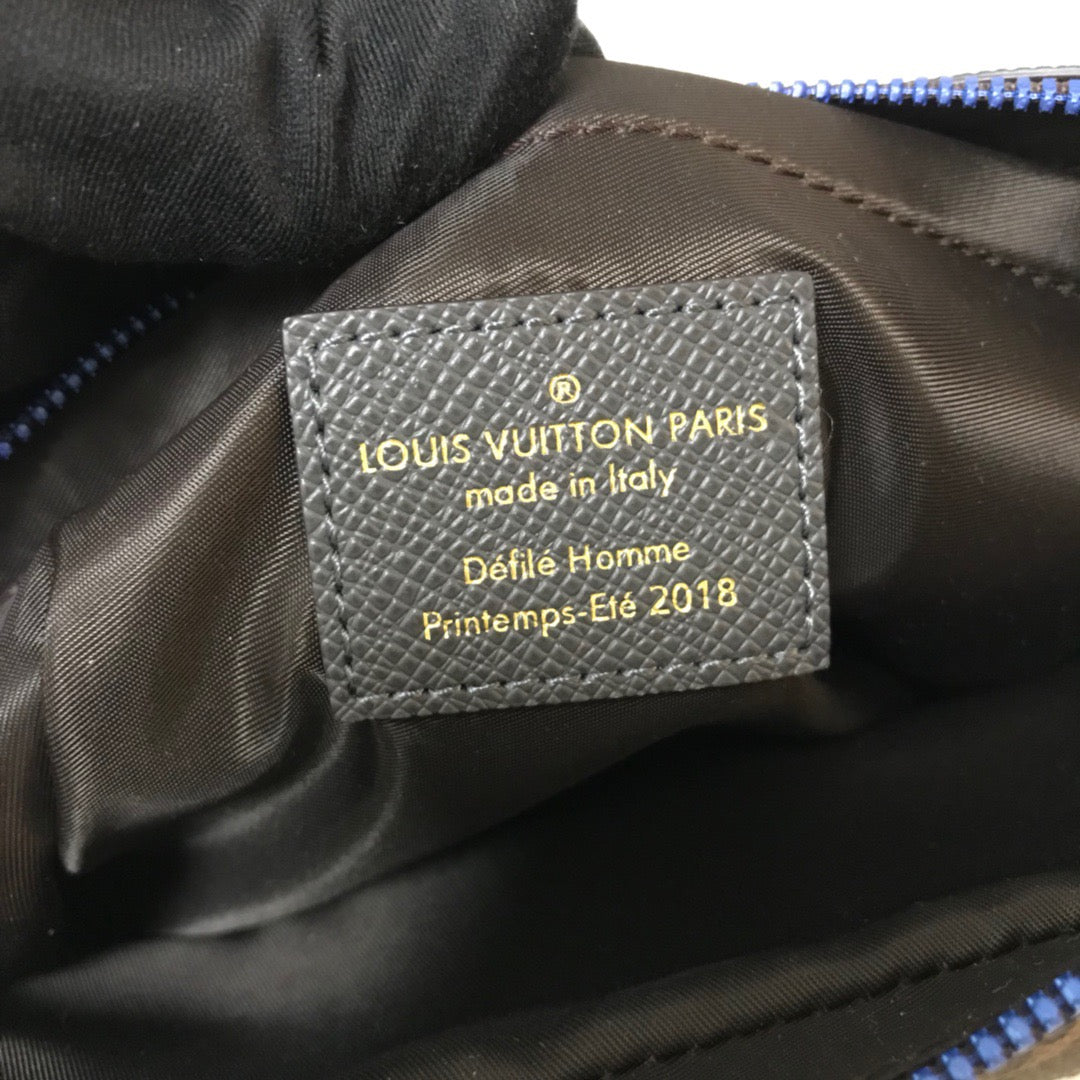 ®
LOUIS VUITTON PARIS
made in Italy
Défilé Homme
Printemps-Eté 2018